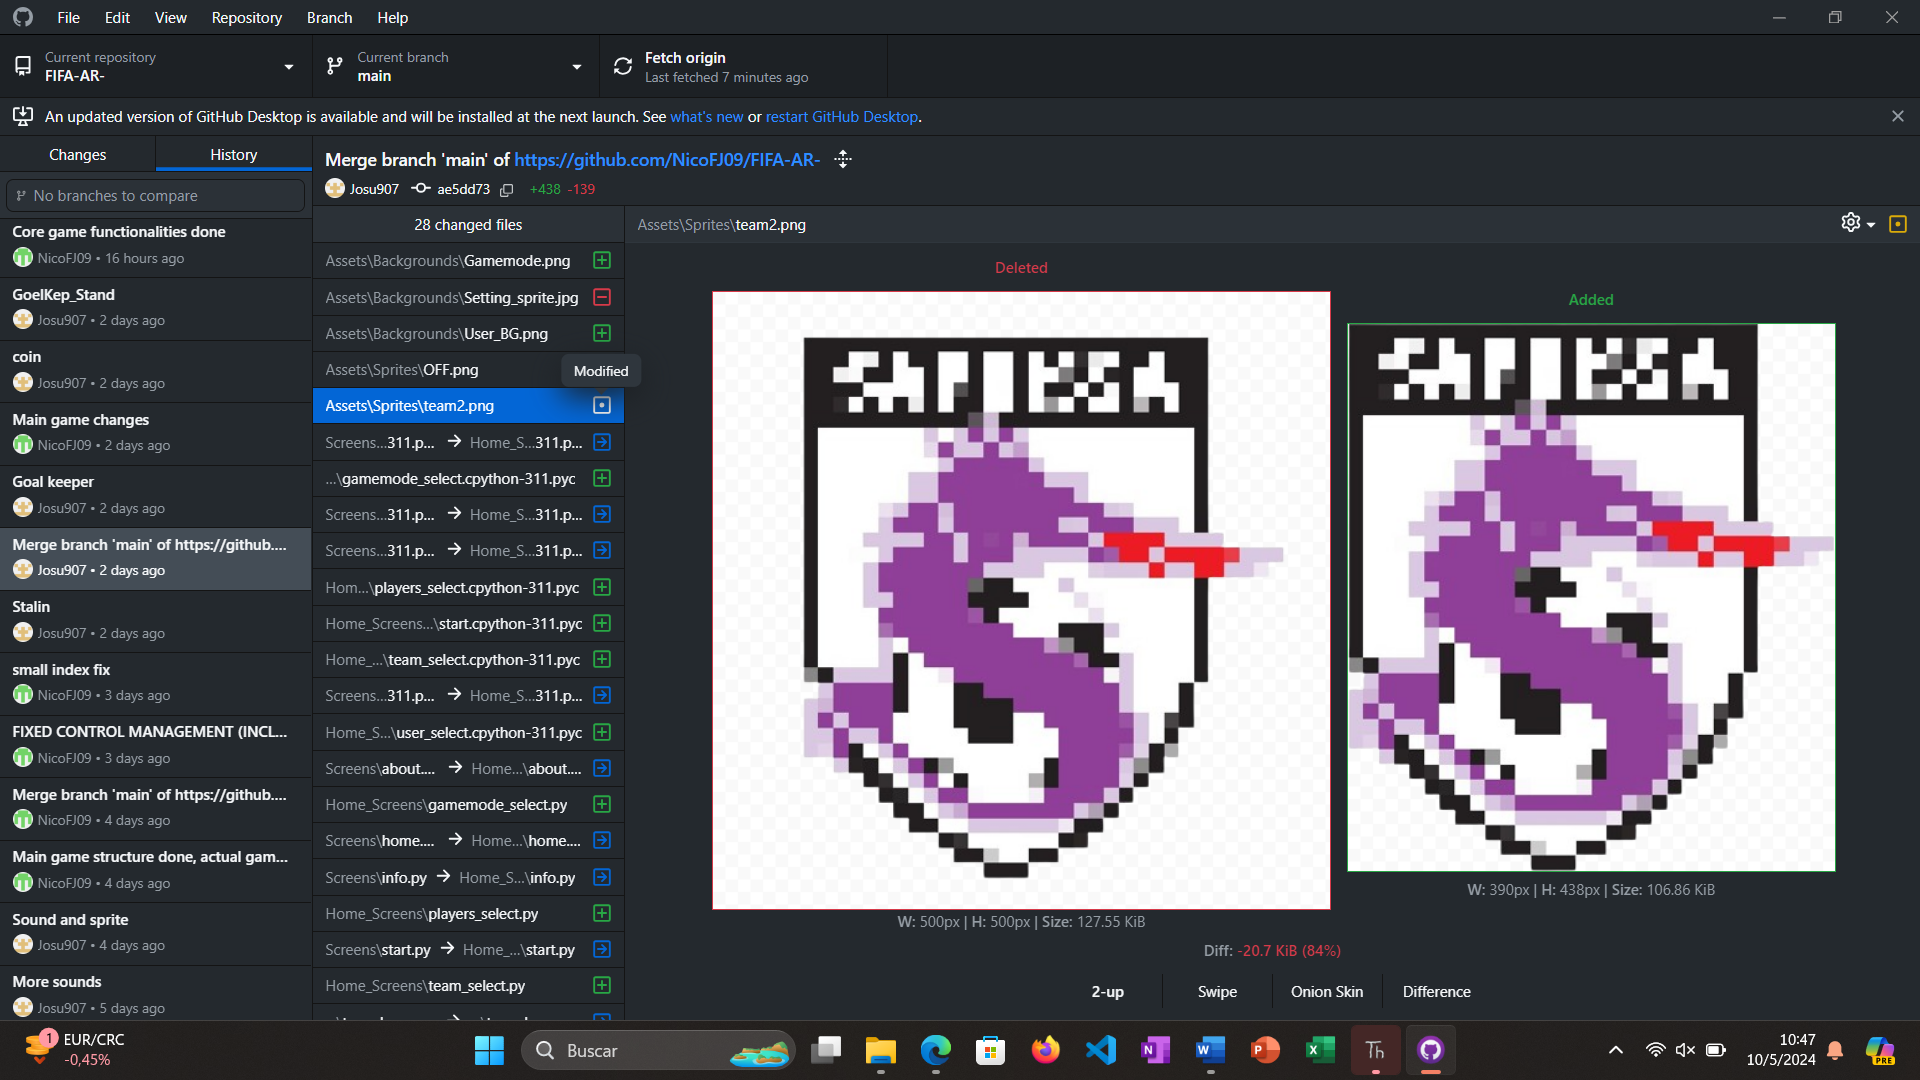 File Edit View Repository Branch Help
Current repository
FIFA-AR-
Current branch
main
Fetch origin
Last fetched 7 minutes ago
An updated version of GitHub Desktop is available and will be installed at the next launch. See what's new or restart GitHub Desktop.
Changes History
No branches to compare
Core game functionalities done
NicoFJ09 • 16 hours ago
GoelKep_Stand
Josu907 • 2 days ago
coin
Josu907 • 2 days ago
Main game changes
NicoFJ09 • 2 days ago
Goal keeper
Josu907 • 2 days ago
Merge branch 'main' of https://github....
Josu907 • 2 days ago
Stalin
Josu907 • 2 days ago
small index fix
NicoFJ09 • 3 days ago
FIXED CONTROL MANAGEMENT (INCL...
NicoFJ09 • 3 days ago
Merge branch 'main' of https://github....
NicoFJ09 • 4 days ago
Main game structure done, actual gam...
NicoFJ09 • 4 days ago
Sound and sprite
Josu907 • 4 days ago
More sounds
Josu907 • 5 days ago
Merge branch 'main' of https://github.com/NicoFJ09/FIFA-AR-
Josu907 ae5dd73 +438 -139
28 changed files
Assets\Backgrounds\Gamemode.png
Assets\Backgrounds\Setting_sprite.jpg
Assets\Backgrounds\User_BG.png
Assets\Sprites\OFF.png
Modified
Assets\Sprites\team2.png
Screens...311.p... → Home_S...311.p...
...\gamemode_select.cpython-311.pyc
Screens...311.p... → Home_S...311.p...
Screens...311.p... → Home_S...311.p...
Hom...\players_select.cpython-311.pyc
Home_Screens...\start.cpython-311.pyc
Home_...\team_select.cpython-311.pyc
Screens...311.p... → Home_S...311.p...
Home_S...\user_select.cpython-311.pyc
Screens\about.... → Home...\about....
Home_Screens\gamemode_select.py
Screens\home.... → Home...\home....
Screens\info.py → Home_S...\info.py
Home_Screens\players_select.py
Screens\start.py → Home_...\start.py
Home_Screens\team_select.py
Assets\Sprites\team2.png
Deleted
W: 500px | H: 500px | Size: 127.55 KiB
Added
W: 390px | H: 438px | Size: 106.86 KiB
Diff: -20.7 KiB (84%)
2-up Swipe Onion Skin Difference
1
EUR/CRC
-0,45%
Buscar
Th
PRE
10:47
10/5/2024